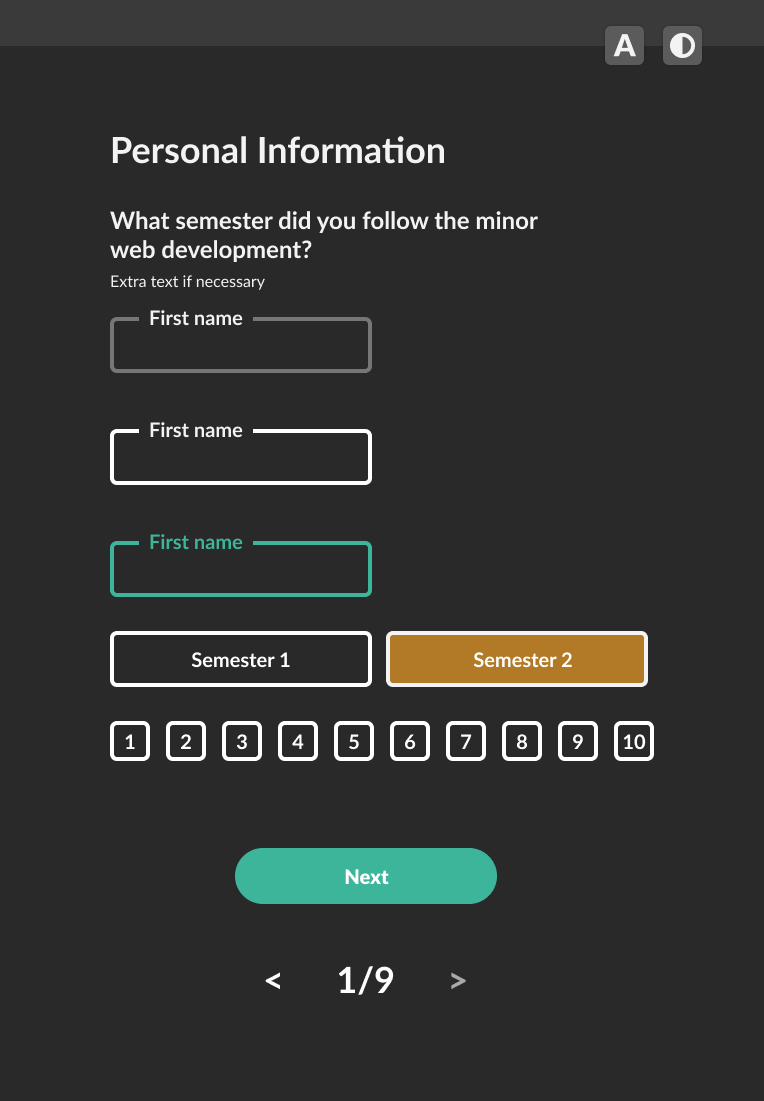 A
Personal Information
What semester did you follow the minor
web development?
Extra text if necessary
First name
First name
First name
Semester 1 Semester 2
1 2 3 4 5 6 7 8 9 10
Next
< 1/9 >